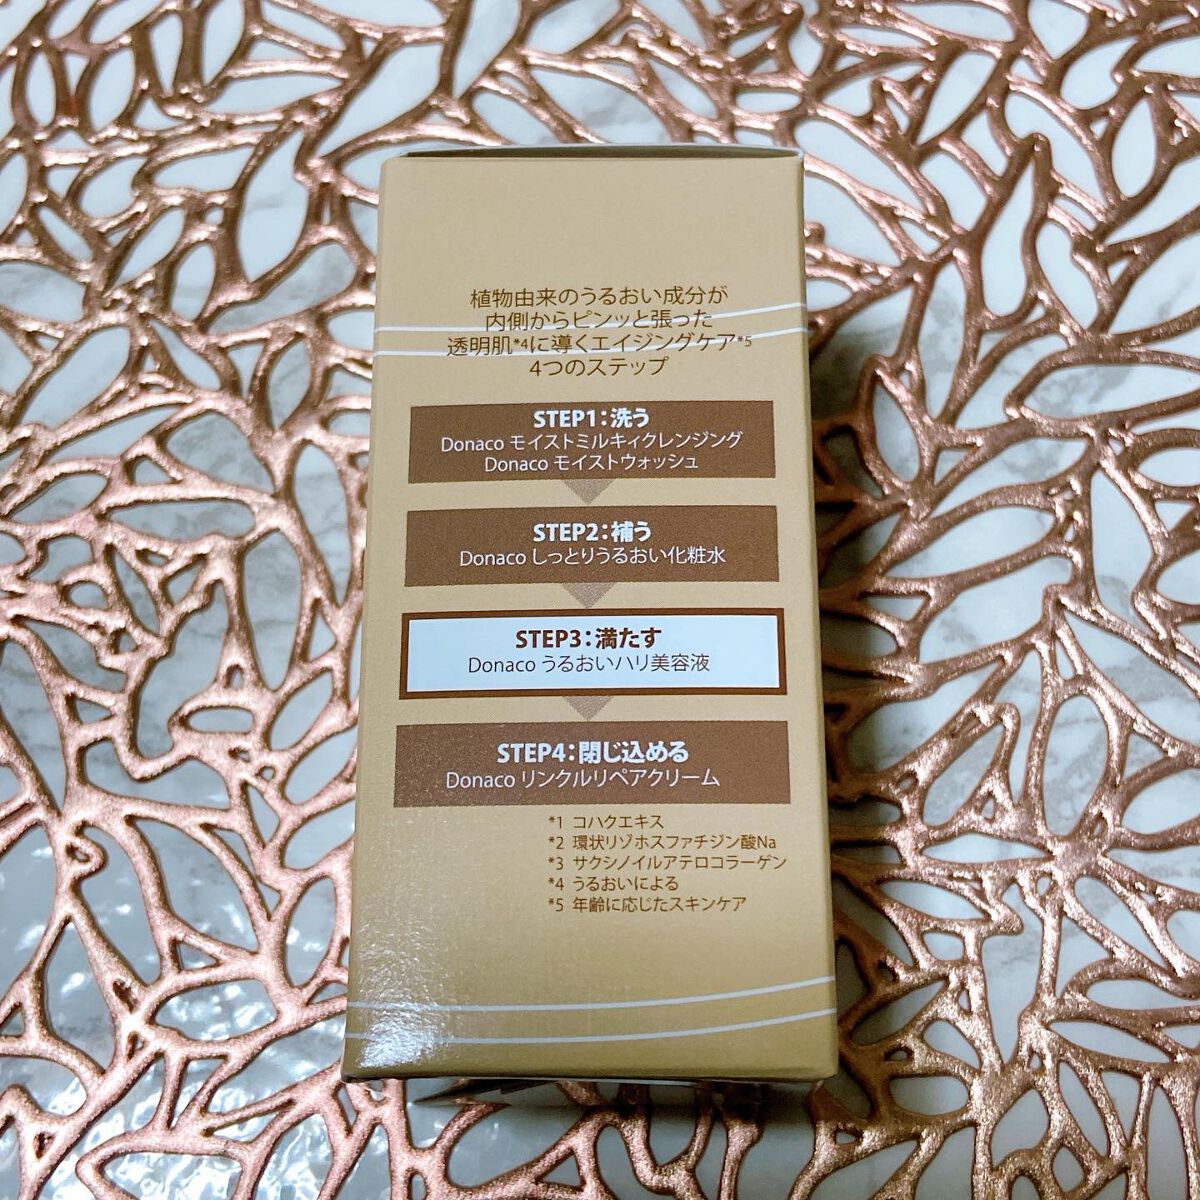 植物由来のうるおい成分が
内側からピンッと張った
透明肌*4に導くエイジングケア*5
4つのステップ
STEP1：洗う
Donaco モイストミルキィクレンジング
Donaco モイストウォッシュ
STEP2：補う
Donaco しっとりうるおい化粧水
STEP3：満たす
Donaco うるおいハリ美容液
STEP4：閉じ込める
Donaco リンクルリペアクリーム
*1 コハクエキス
*2 環状リゾホスファチジン酸Na
*3 サクシノイルアテロコラーゲン
*4 うるおいによる
*5 年齢に応じたスキンケア